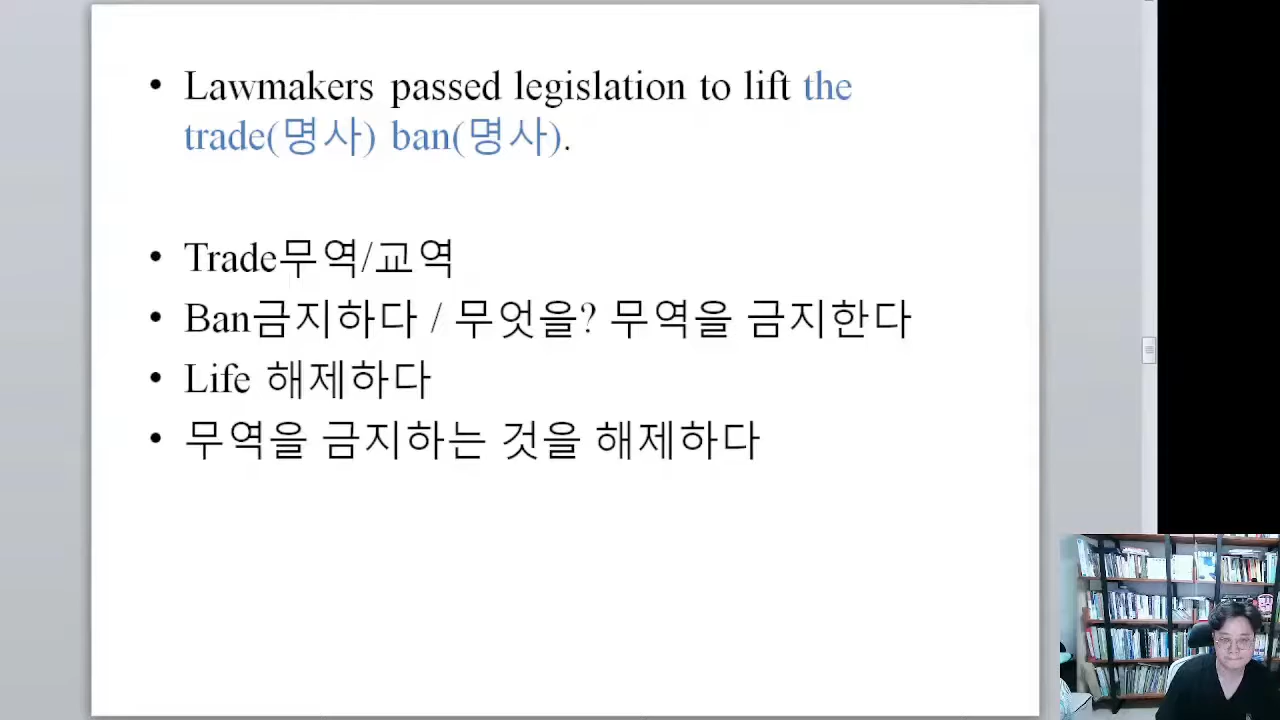 • Lawmakers passed legislation to lift the
trade(명사) ban(명사).
• Trade무역/교역
• Ban금지하다 / 무엇을? 무역을 금지한다
• Life 해제하다
• 무역을 금지하는 것을 해제하다